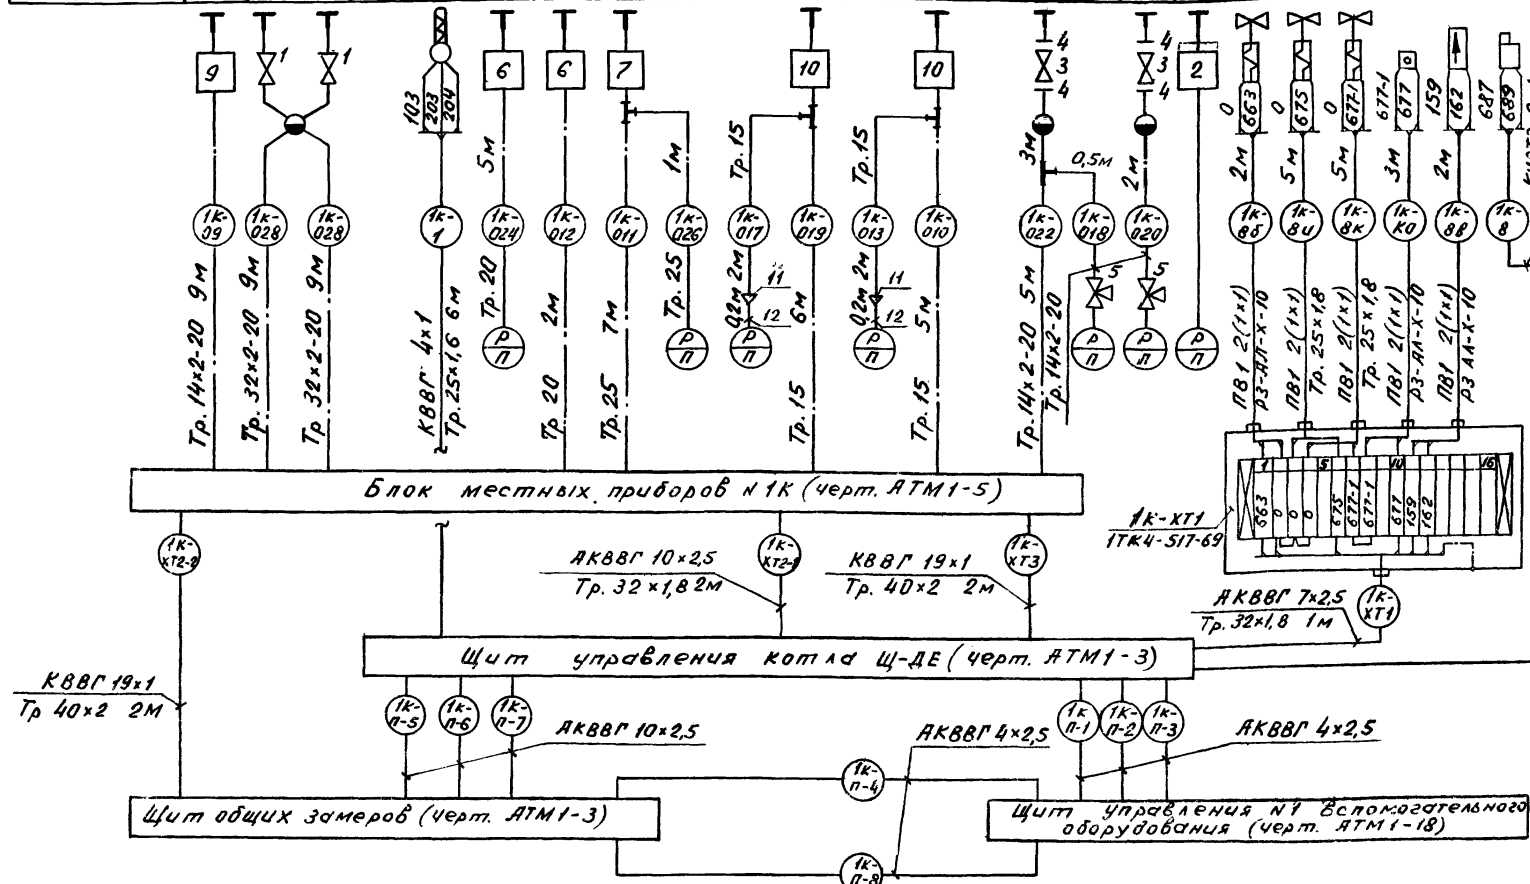 9
1
1
103
203
204
6
6
7
10
10
4
3
4
4
3
4
2
0
663
0
675
0
677-1
677-1
677
159
162
687
689
5м
1м
Тр.15
Тр.15
3м
0,5м
2м
2м
5м
5м
3м
2м
1К-09
1К-028
1К-028
1К-1
1К-024
1К-012
1К-011
1К-026
1К-017
1К-019
1К-013
1К-010
1К-022
1К-018
1К-020
1К-8б
1К-8и
1К-8к
1К-КО
1К-8в
1К-8
Тр.14×2-20 9м
Тр.32×2-20 9м
Тр 32×2-20 9м
КВВГ 4×1
Тр.25×1,6 6м
Тр.20
Тр 20 2м
Тр.25 7м
Тр.25
0,2м 2м
11
12
Тр.15 6м
0,2м 2м
11
12
Тр.15 5м
Тр.14×2-20 5м
Тр.14×2-20
5
5
Р
П
Р
П
Р
П
Р
П
Р
П
Р
П
Р
П
ПВ1 2(1×1)
РЗ-АЛ-Х-10
ПВ1 2(1×1)
Тр.25×1,8
ПВ1 2(1×1)
Тр.25×1,8
ПВ1 2(1×1)
РЗ-АЛ-Х-10
ПВ1 2(1×1)
РЗ АЛ-Х-10
Блок местных приборов N1К (черт. АТМ1-5)
1 5 10 16
663 0 0 0 675 677-1 677-1 677 159 162
1К-ХТ1
1ТК4-517-69
1К-ХТ2-2
1К-ХТ2-1
1К-ХТ3
АКВВГ 10×2,5
Тр. 32×1,8 2м
КВВГ 19×1
Тр. 40×2 2м
АКВВГ 7×2,5
Тр. 32×1,8 1м
1К-ХТ1
Щит управления котла Щ-ДЕ (черт. АТМ1-3)
КВВГ 19×1
Тр 40×2 2м
1К-П-5
1К-П-6
1К-П-7
АКВВГ 10×2,5
АКВВГ 4×2,5
1К П-1
1К-П-2
1К-П-3
АКВВГ 4×2,5
1К-П-4
Щит общих замеров (черт. АТМ1-3)
Щит управления N1 вспомогательного
оборудования (черт. АТМ1-18)
1К-П-8